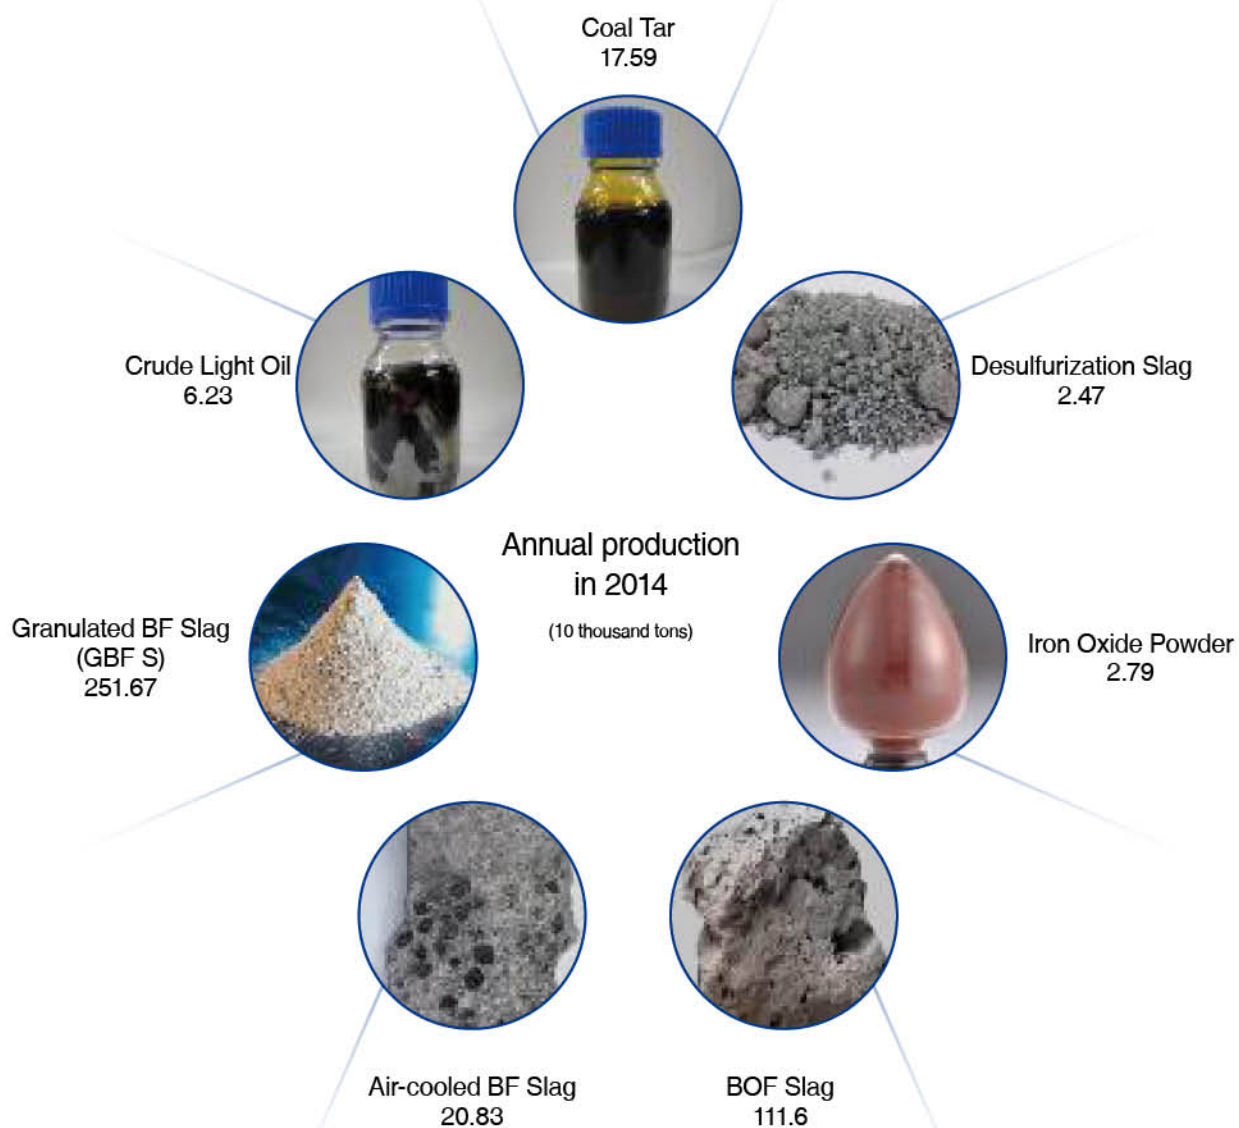 Coal Tar
17.59
Crude Light Oil
6.23
Desulfurization Slag
2.47
Annual production
in 2014
(10 thousand tons)
Granulated BF Slag
(GBF S)
251.67
Iron Oxide Powder
2.79
Air-cooled BF Slag
20.83
BOF Slag
111.6